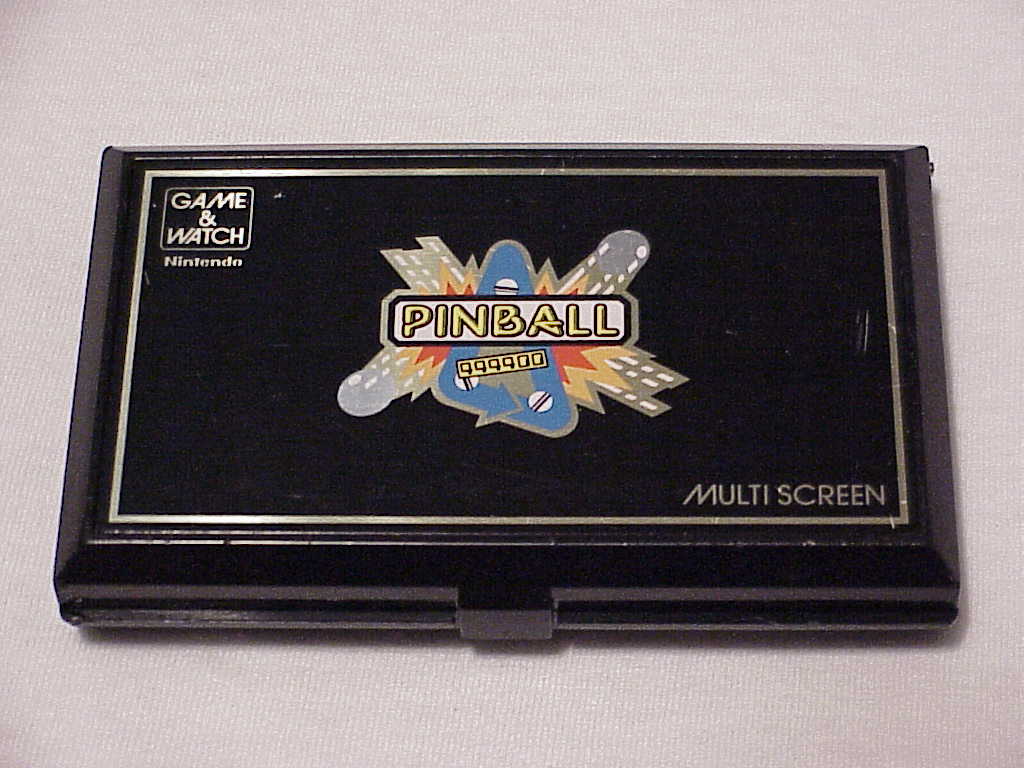 GAME
&
WATCH
Nintendo
PINBALL
999900
MULTI SCREEN